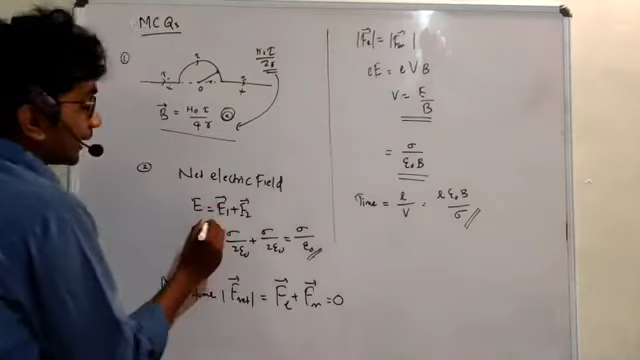 MCQs
①
μ₀I/2r
B⃗ = μ₀I/4r ⓐ
② Net electric Field
E = E⃗₁ + E⃗₂
σ/2ε₀ + σ/2ε₀ = σ/ε₀
|F⃗net| = F⃗e + F⃗m = 0
|F⃗e| = |F⃗m|
eE = eVB
V = E/B
= σ/ε₀B
Time = l/V = lε₀B/σ